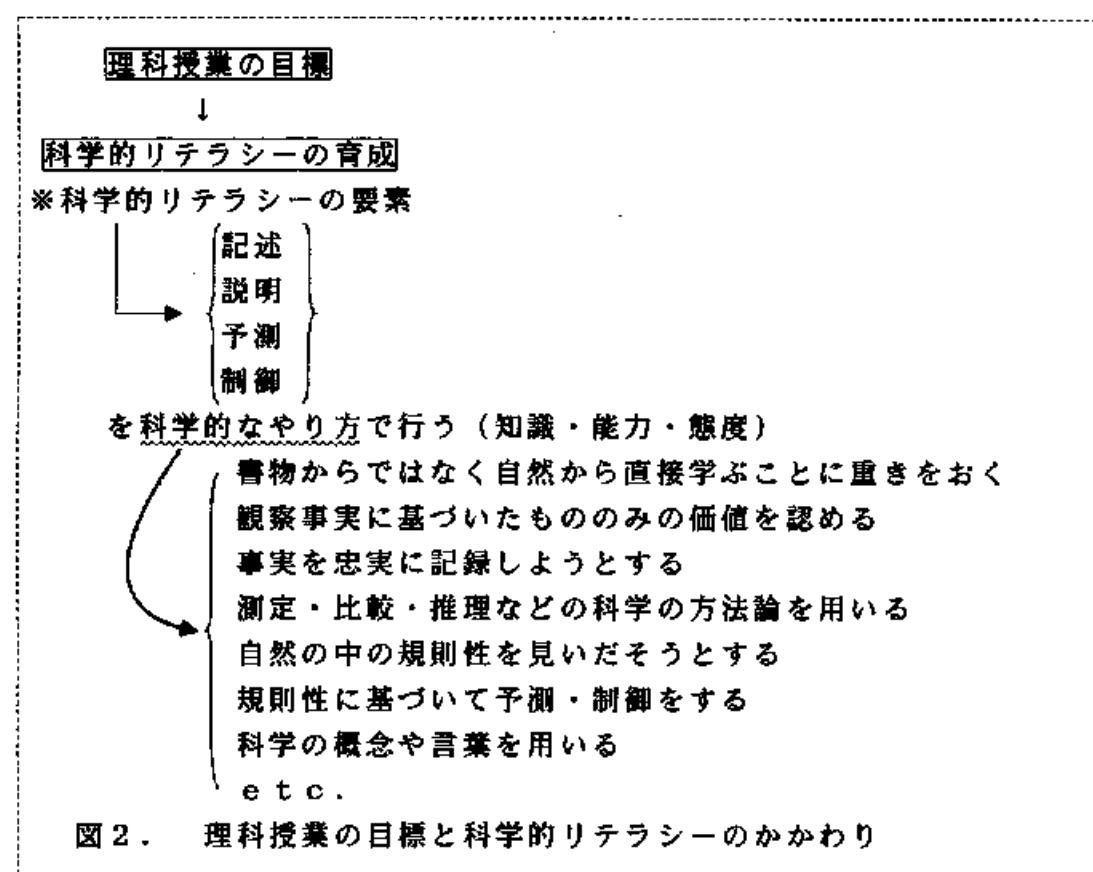 理科授業の目標
↓
科学的リテラシーの育成
※科学的リテラシーの要素
記述
説明
予測
制御
を科学的なやり方で行う（知識・能力・態度）
書物からではなく自然から直接学ぶことに重きをおく
観察事実に基づいたもののみの価値を認める
事実を忠実に記録しようとする
測定・比較・推理などの科学の方法論を用いる
自然の中の規則性を見いだそうとする
規則性に基づいて予測・制御をする
科学の概念や言葉を用いる
etc.
図2． 理科授業の目標と科学的リテラシーのかかわり